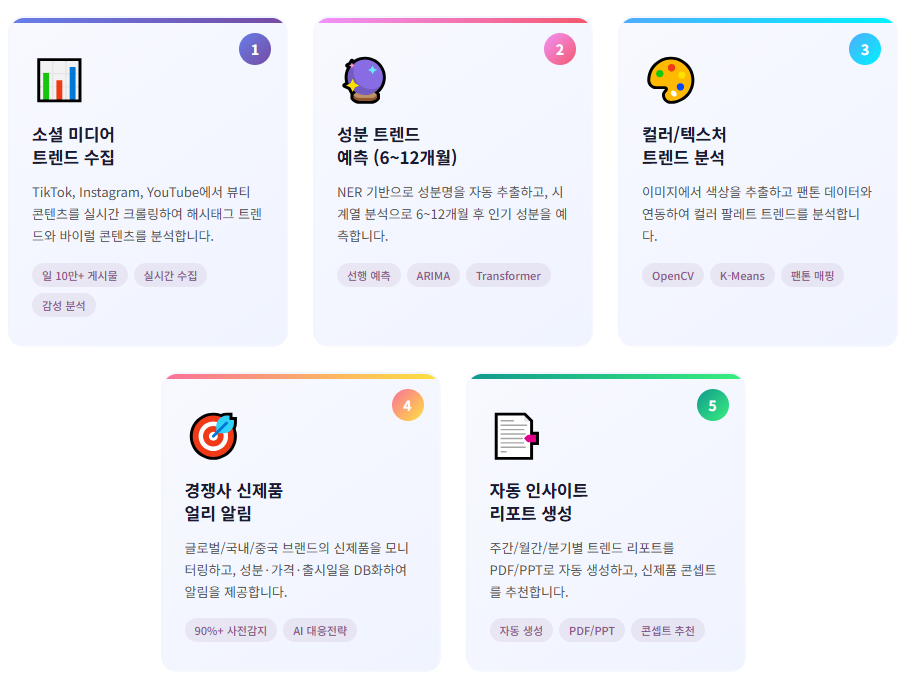 1
소셜 미디어
트렌드 수집
TikTok, Instagram, YouTube에서 뷰티
콘텐츠를 실시간 크롤링하여 해시태그 트렌
드와 바이럴 콘텐츠를 분석합니다.
일 10만+ 게시물 실시간 수집
감성 분석
2
성분 트렌드
예측 (6~12개월)
NER 기반으로 성분명을 자동 추출하고, 시
계열 분석으로 6~12개월 후 인기 성분을 예
측합니다.
선행 예측 ARIMA Transformer
3
컬러/텍스처
트렌드 분석
이미지에서 색상을 추출하고 팬톤 데이터와
연동하여 컬러 팔레트 트렌드를 분석합니
다.
OpenCV K-Means 팬톤 매핑
4
경쟁사 신제품
얼리 알림
글로벌/국내/중국 브랜드의 신제품을 모니
터링하고, 성분·가격·출시일을 DB화하여
알림을 제공합니다.
90%+ 사전감지 AI 대응전략
5
자동 인사이트
리포트 생성
주간/월간/분기별 트렌드 리포트를
PDF/PPT로 자동 생성하고, 신제품 콘셉트
를 추천합니다.
자동 생성 PDF/PPT 콘셉트 추천